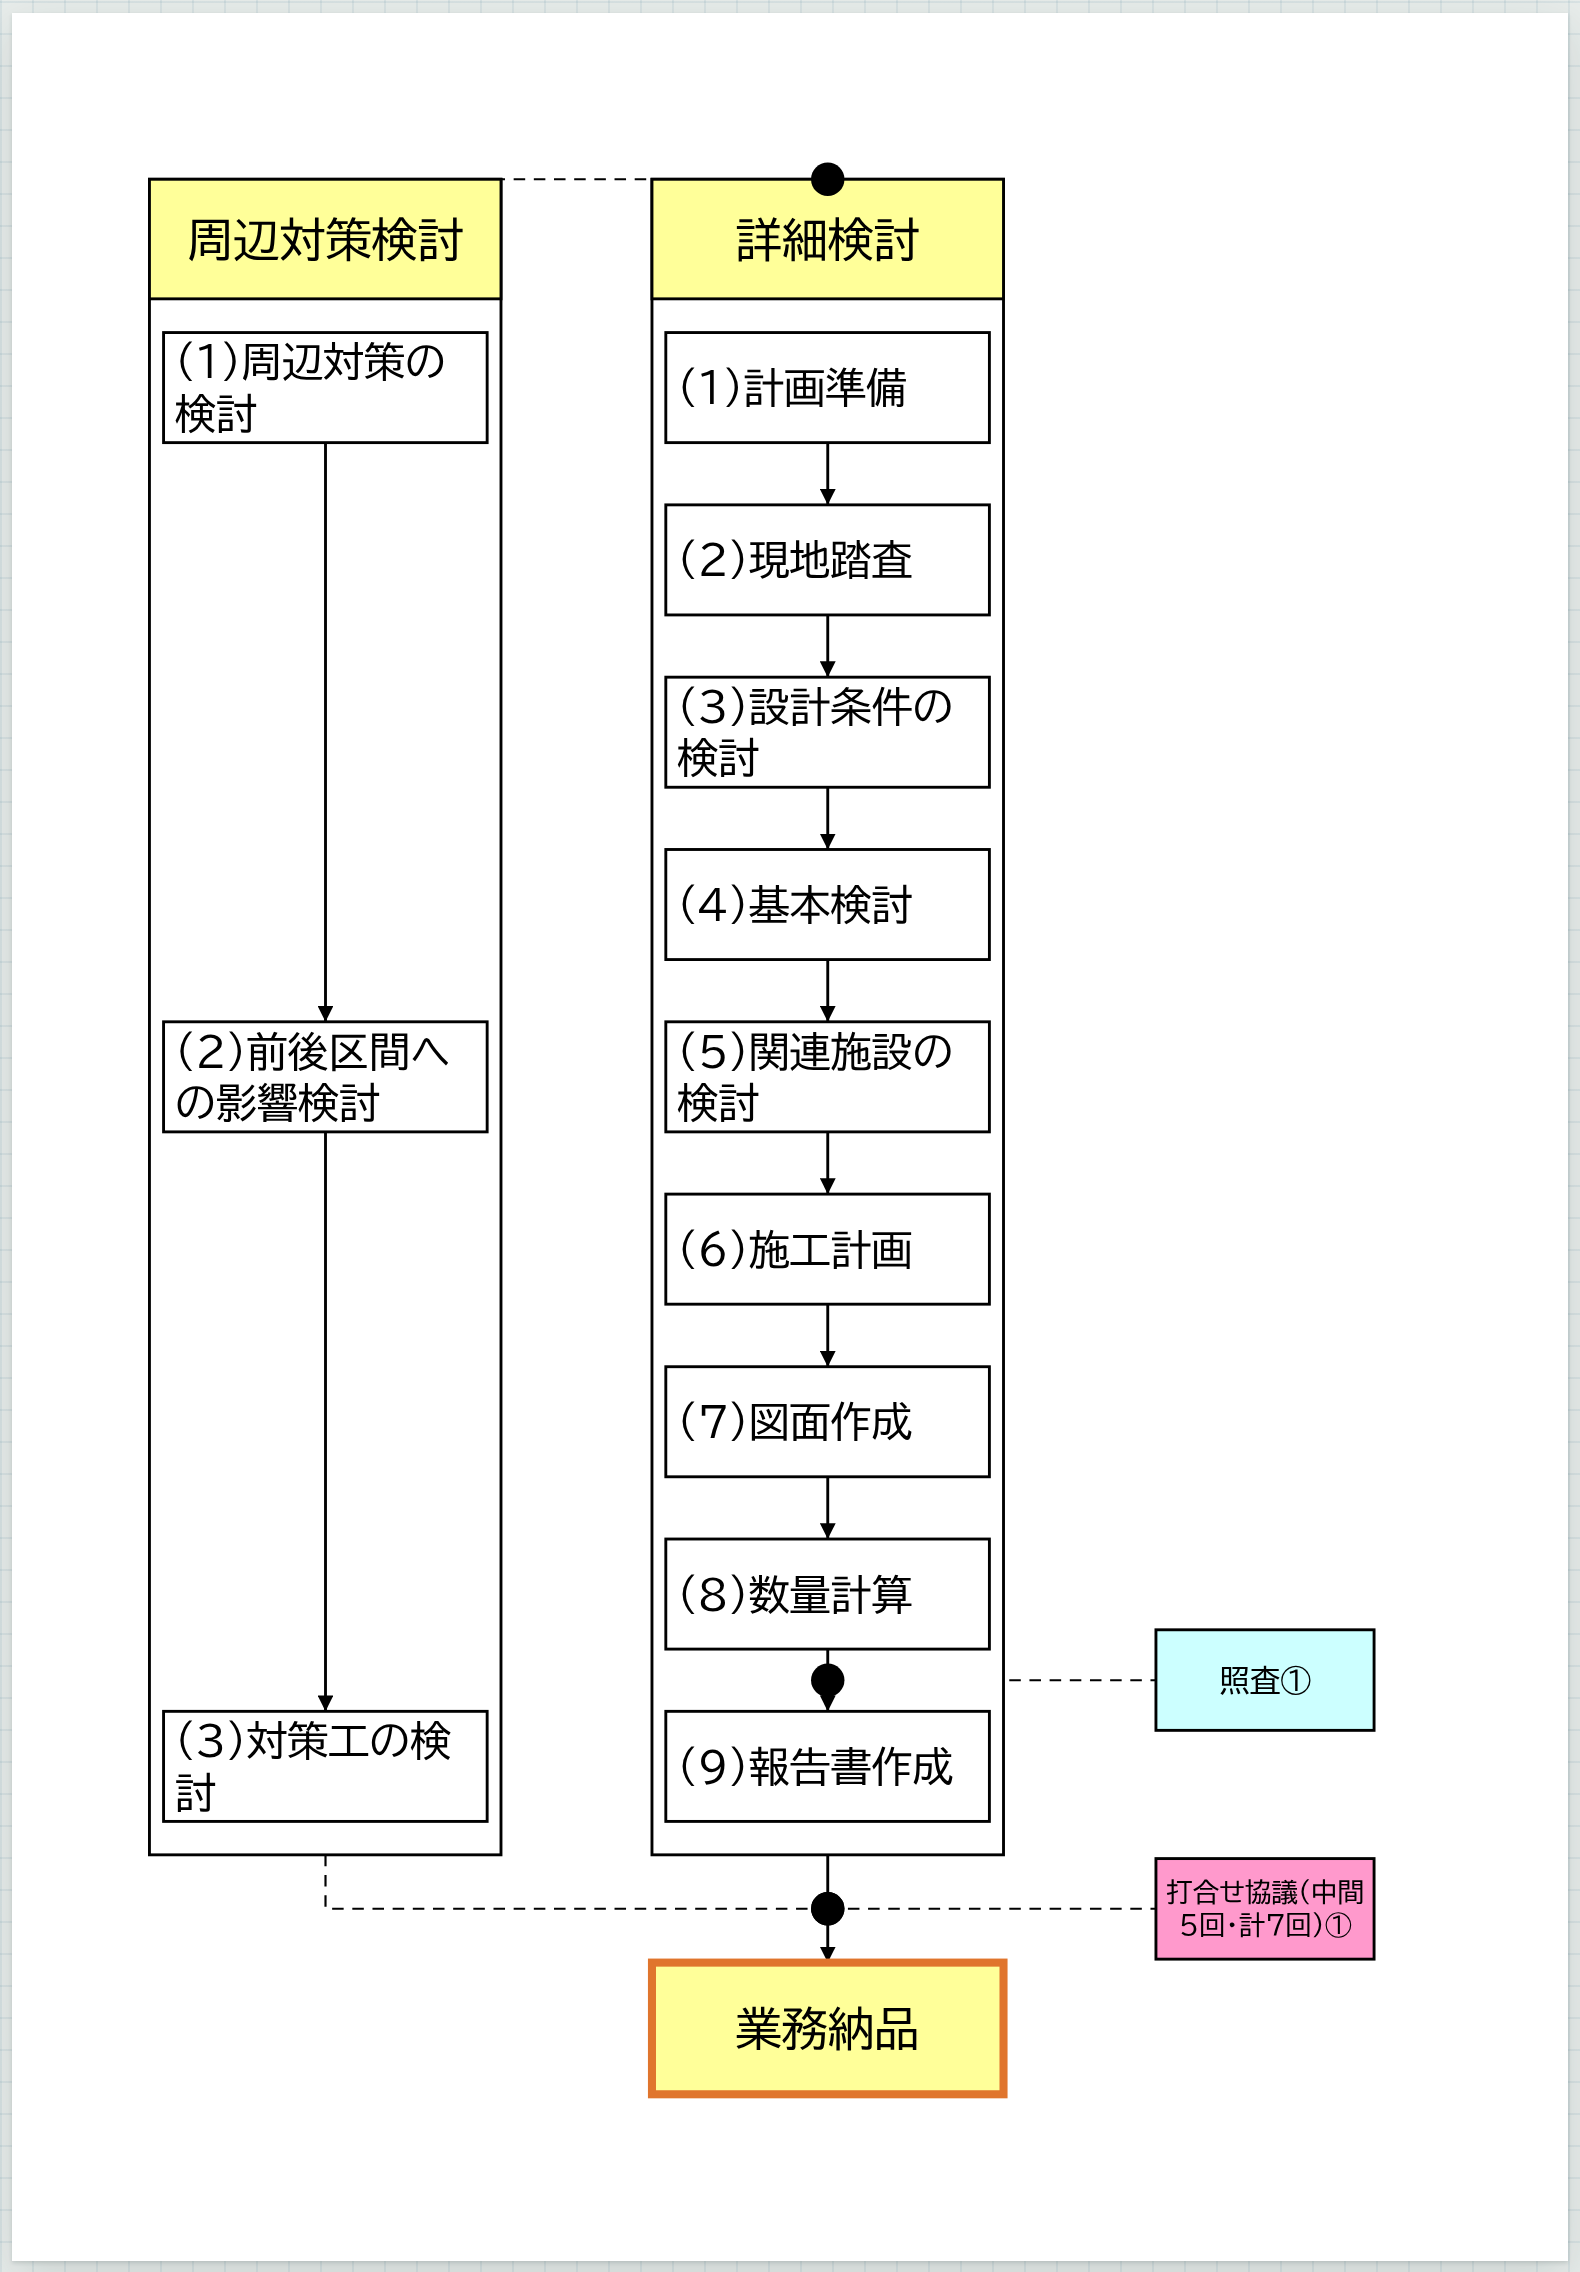 周辺対策検討
(1)周辺対策の
検討
(2)前後区間へ
の影響検討
(3)対策工の検
討
詳細検討
(1)計画準備
(2)現地踏査
(3)設計条件の
検討
(4)基本検討
(5)関連施設の
検討
(6)施工計画
(7)図面作成
(8)数量計算
(9)報告書作成
照査①
打合せ協議(中間
5回･計7回)①
業務納品